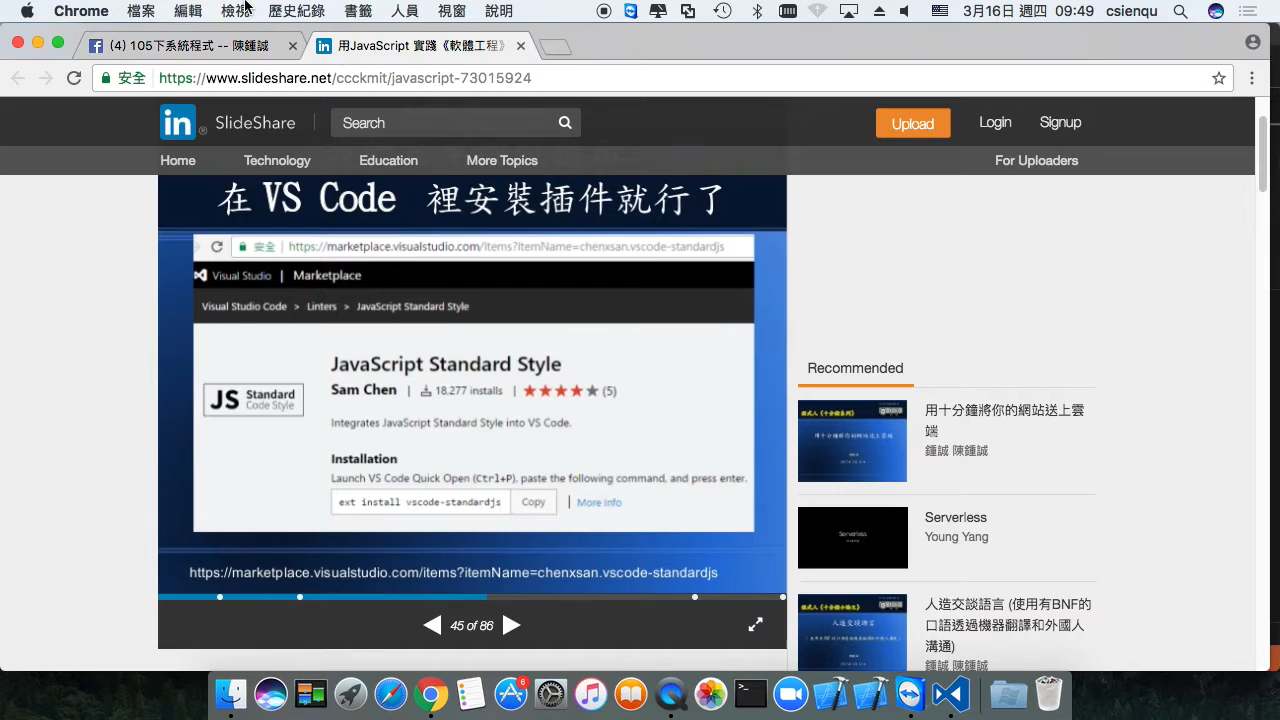 Chrome 檔案 編輯 檢視 歷史紀錄 書籤 人員 視窗 說明 3月16日 週四 09:49 csienqu
(4) 105下系統程式 -- 陳鍾誠
用JavaScript 實踐《軟體工程》
安全 https://www.slideshare.net/ccckmit/javascript-73015924
in SlideShare
Search
Upload
Login
Signup
Home
Technology
Education
More Topics
For Uploaders
在 VS Code 裡安裝插件就行了
安全 https://marketplace.visualstudio.com/items?itemName=chenxsan.vscode-standardjs
Visual Studio | Marketplace
Visual Studio Code > Linters > JavaScript Standard Style
JS Standard
Code Style
JavaScript Standard Style
Sam Chen | 18,277 installs | ★★★★★ (5)
Integrates JavaScript Standard Style into VS Code.
Installation
Launch VS Code Quick Open (Ctrl+P), paste the following command, and press enter.
ext install vscode-standardjs Copy | More Info
https://marketplace.visualstudio.com/items?itemName=chenxsan.vscode-standardjs
45 of 86
Recommended
用十分鐘將你的網站送上雲
端
鍾誠 陳鍾誠
Serverless
Serverless
Young Yang
人造交談語言 (使用有BNF的
口語透過機器翻譯和外國人
溝通)
鍾誠 陳鍾誠
6